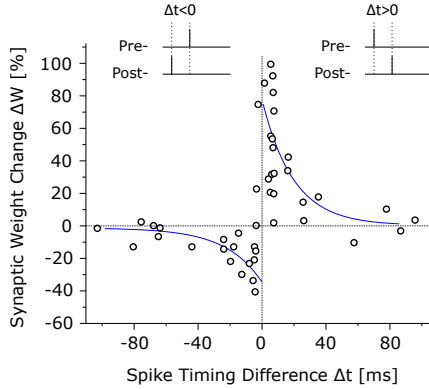 Δt<0
Δt>0
Pre-
Post-
Pre-
Post-
Synaptic Weight Change ΔW [%]
100
80
60
40
20
0
-20
-40
-60
-80
-40
0
40
80
Spike Timing Difference Δt [ms]